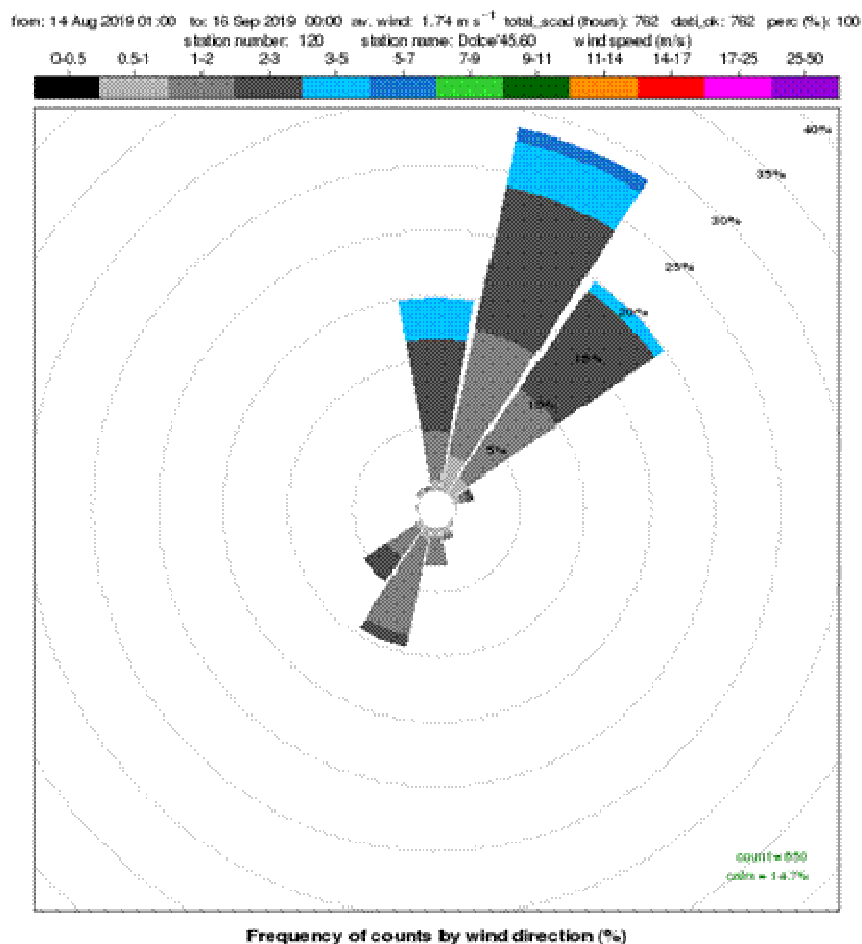 from: 14 Aug 2019 01:00 to: 16 Sep 2019 00:00 av. wind: 1.74 m s⁻¹ total_scad (hours): 762 dati_ok: 762 perc (%): 100
station number: 120 station name: Dolce'45.60 wind speed (m/s)
0-0.5 0.5-1 1-2 2-3 3-5 5-7 7-9 9-11 11-14 14-17 17-25 25-50
40%
35%
30%
25%
20%
15%
10%
5%
count = 650
calm = 14.7%
Frequency of counts by wind direction (%)